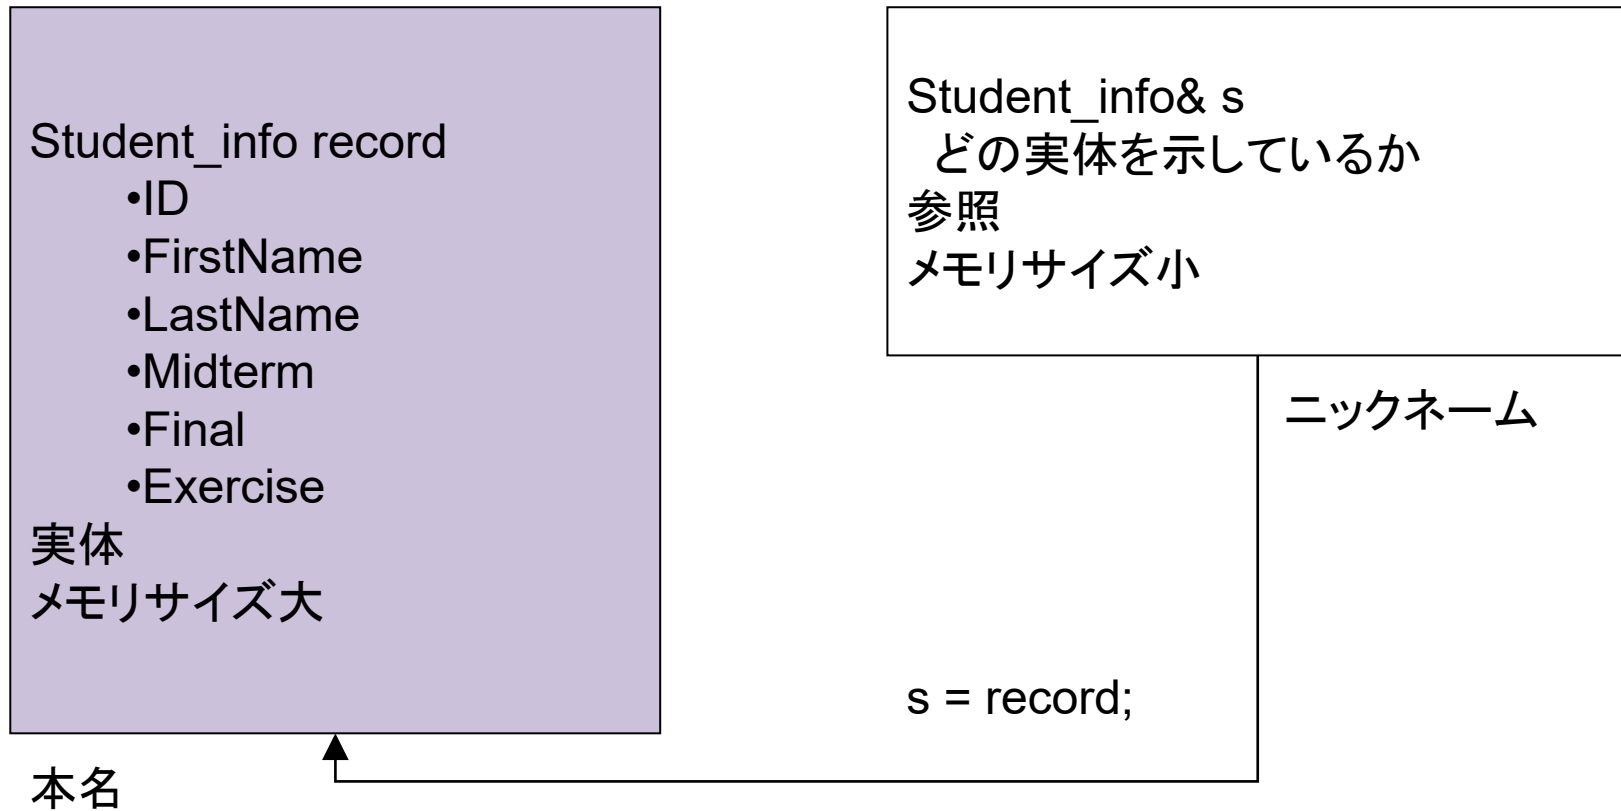 Student_info record
•ID
•FirstName
•LastName
•Midterm
•Final
•Exercise
実体
メモリサイズ大
本名
Student_info& s
どの実体を示しているか
参照
メモリサイズ小
ニックネーム
s = record;